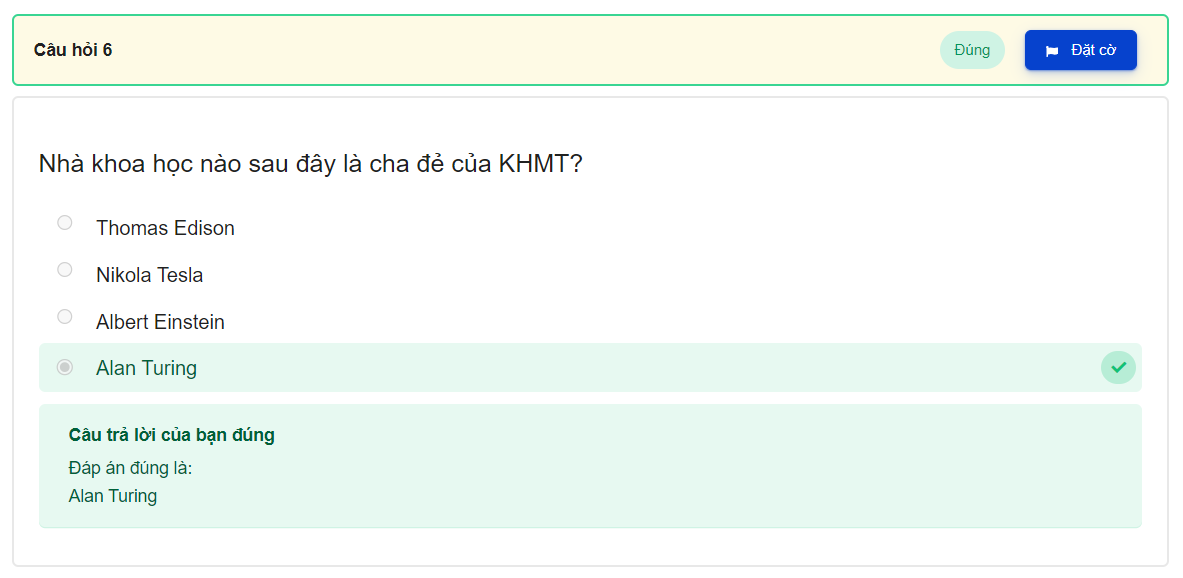 Câu hỏi 6
Đúng
Đặt cờ
Nhà khoa học nào sau đây là cha đẻ của KHMT?
Thomas Edison
Nikola Tesla
Albert Einstein
Alan Turing
Câu trả lời của bạn đúng
Đáp án đúng là:
Alan Turing